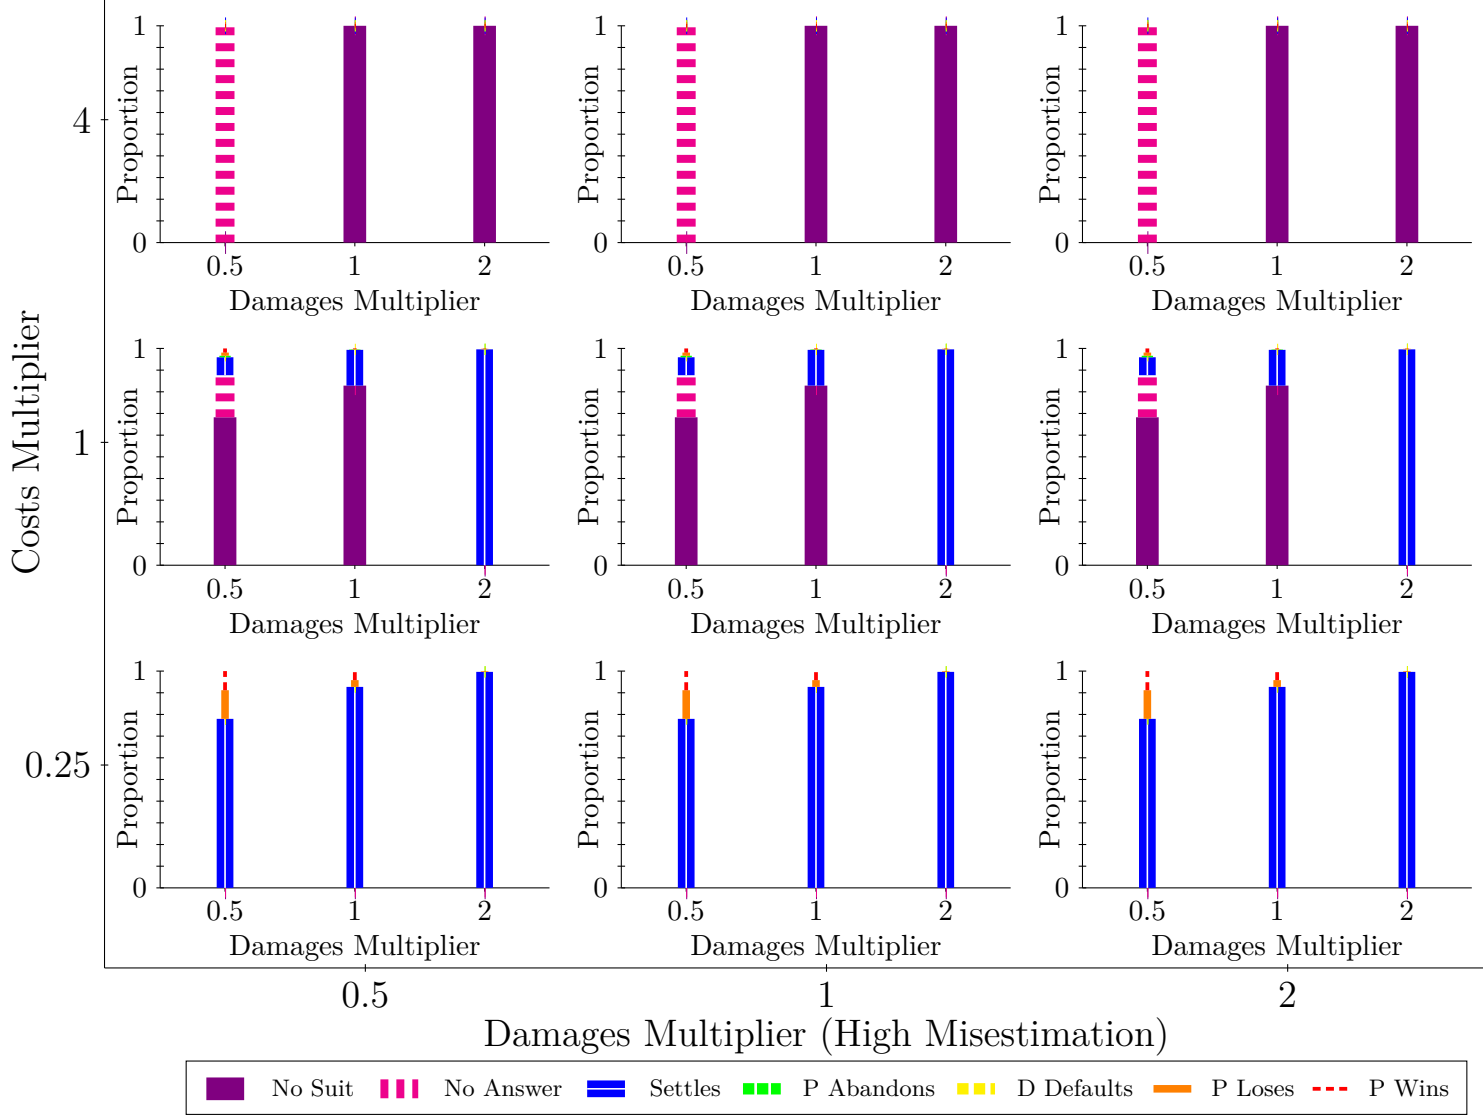 Costs Multiplier
4
1
0.25
1
Proportion
0
0.5 1 2
Damages Multiplier
1
Proportion
0
0.5 1 2
Damages Multiplier
1
Proportion
0
0.5 1 2
Damages Multiplier
1
Proportion
0
0.5 1 2
Damages Multiplier
1
Proportion
0
0.5 1 2
Damages Multiplier
1
Proportion
0
0.5 1 2
Damages Multiplier
1
Proportion
0
0.5 1 2
Damages Multiplier
1
Proportion
0
0.5 1 2
Damages Multiplier
1
Proportion
0
0.5 1 2
Damages Multiplier
0.5 1 2
Damages Multiplier (High Misestimation)
No Suit No Answer Settles P Abandons D Defaults P Loses P Wins